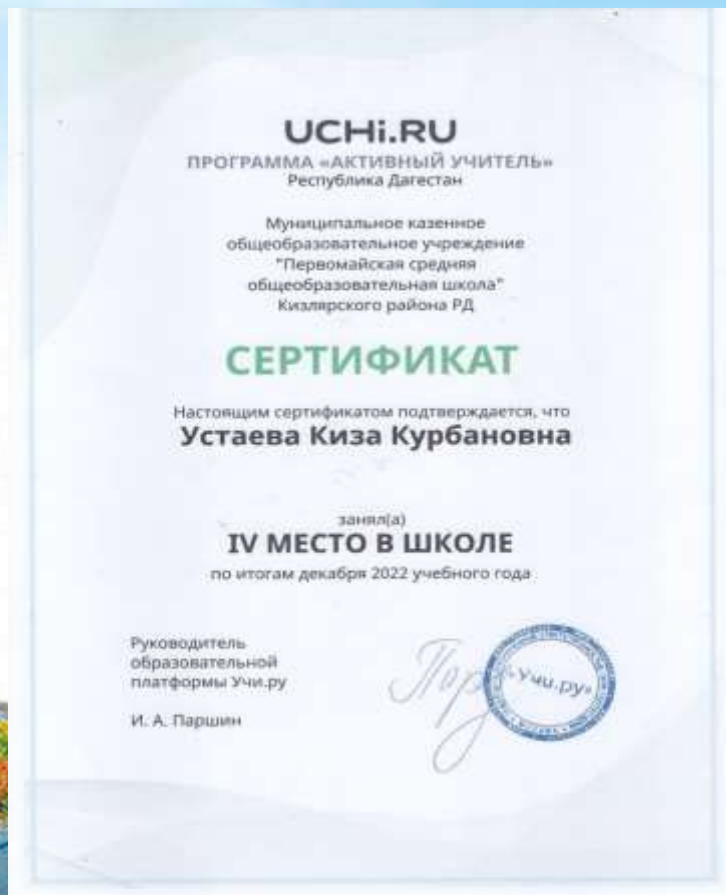 UCHi.RU
ПРОГРАММА «АКТИВНЫЙ УЧИТЕЛЬ»
Республика Дагестан
Муниципальное казенное
общеобразовательное учреждение
"Первомайская средняя
общеобразовательная школа"
Кизлярского района РД
СЕРТИФИКАТ
Настоящим сертификатом подтверждается, что
Устаева Киза Курбановна
занял(а)
IV МЕСТО В ШКОЛЕ
по итогам декабря 2022 учебного года
Руководитель
образовательной
платформы Учи.ру
И. А. Паршин
«Учи.ру»